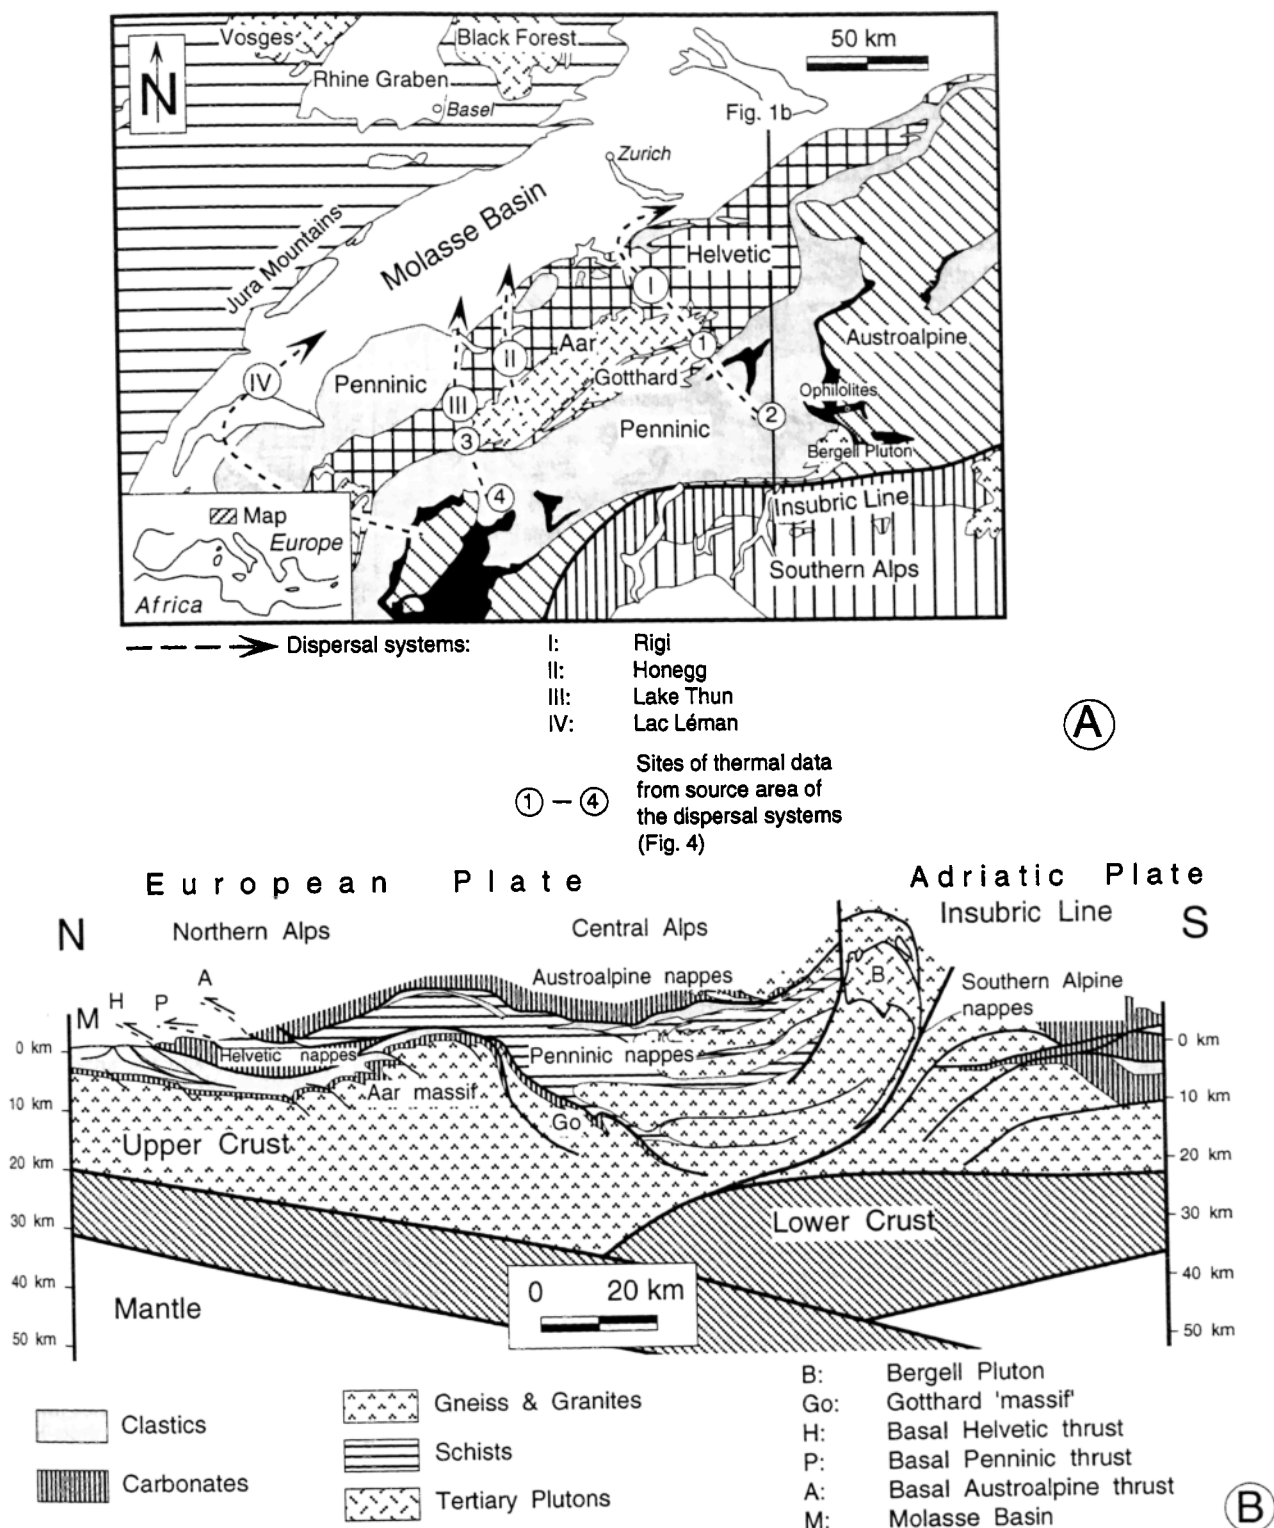 Vosges
Black Forest
50 km
N
Rhine Graben
Basel
Fig. 1b
Zurich
Jura Mountains
Molasse Basin
Helvetic
I
Aar
1
Austroalpine
II
IV
Penninic
Gotthard
Ophilolites
III
2
Penninic
3
Bergell Pluton
4
Insubric Line
Map
Europe
Southern Alps
Africa
Dispersal systems:
I: Rigi
II: Honegg
III: Lake Thun
IV: Lac Léman
A
1 – 4
Sites of thermal data
from source area of
the dispersal systems
(Fig. 4)
European Plate
Adriatic Plate
N
Northern Alps
Central Alps
Insubric Line
S
A
Austroalpine nappes
B
Southern Alpine
nappes
H
P
M
0 km
Helvetic nappes
Penninic nappes
0 km
Aar massif
10 km
Go
10 km
Upper Crust
20 km
20 km
30 km
Lower Crust
30 km
40 km
0 20 km
40 km
Mantle
50 km
50 km
Clastics
Carbonates
Gneiss & Granites
Schists
Tertiary Plutons
B: Bergell Pluton
Go: Gotthard 'massif'
H: Basal Helvetic thrust
P: Basal Penninic thrust
A: Basal Austroalpine thrust
M: Molasse Basin
B